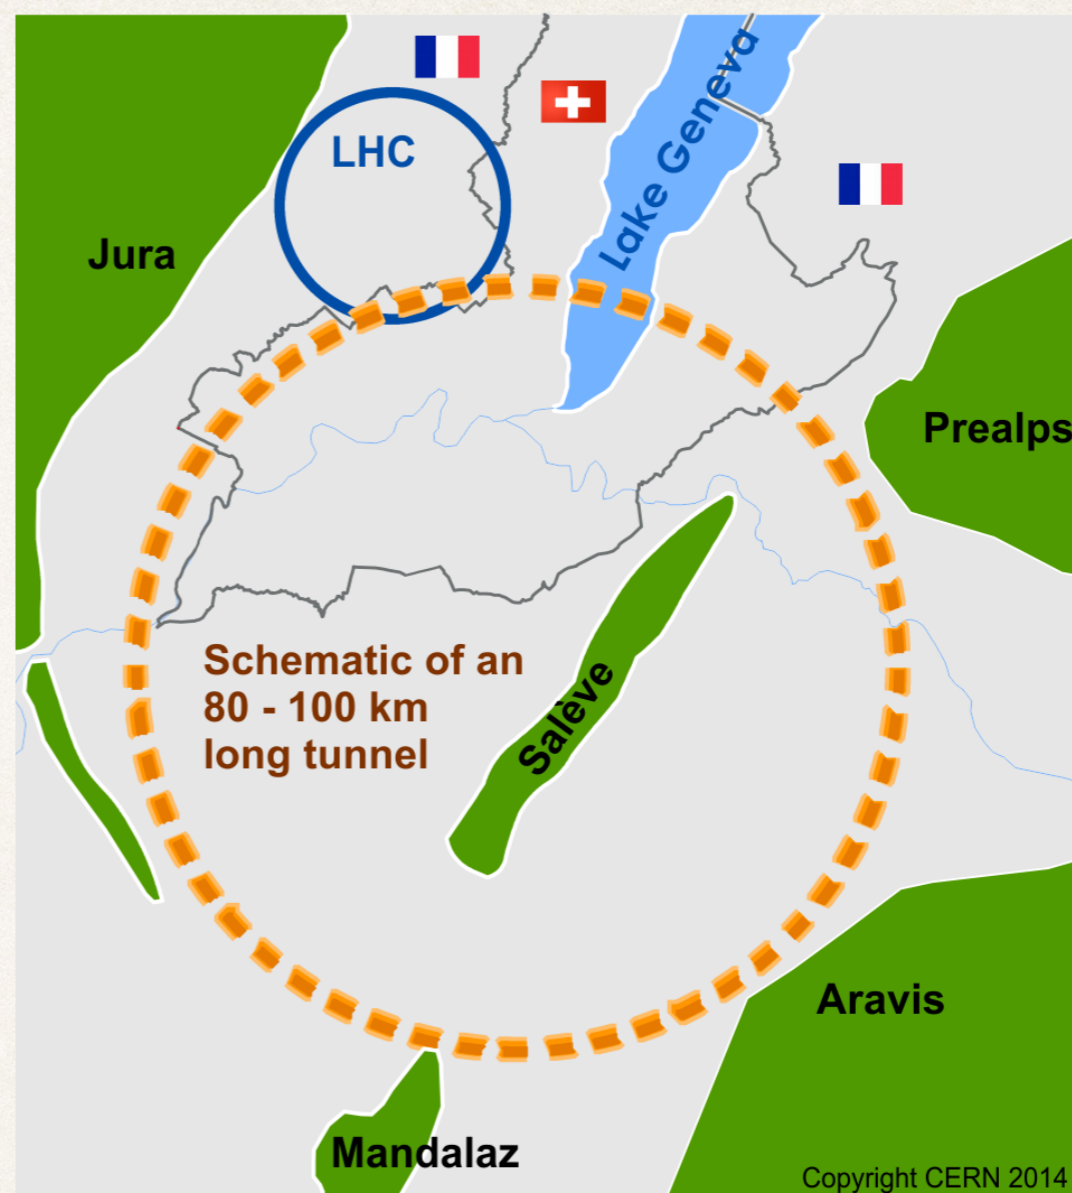 LHC
Lake Geneva
Jura
Prealps
Schematic of an
80 - 100 km
long tunnel
Salève
Aravis
Mandalaz
Copyright CERN 2014